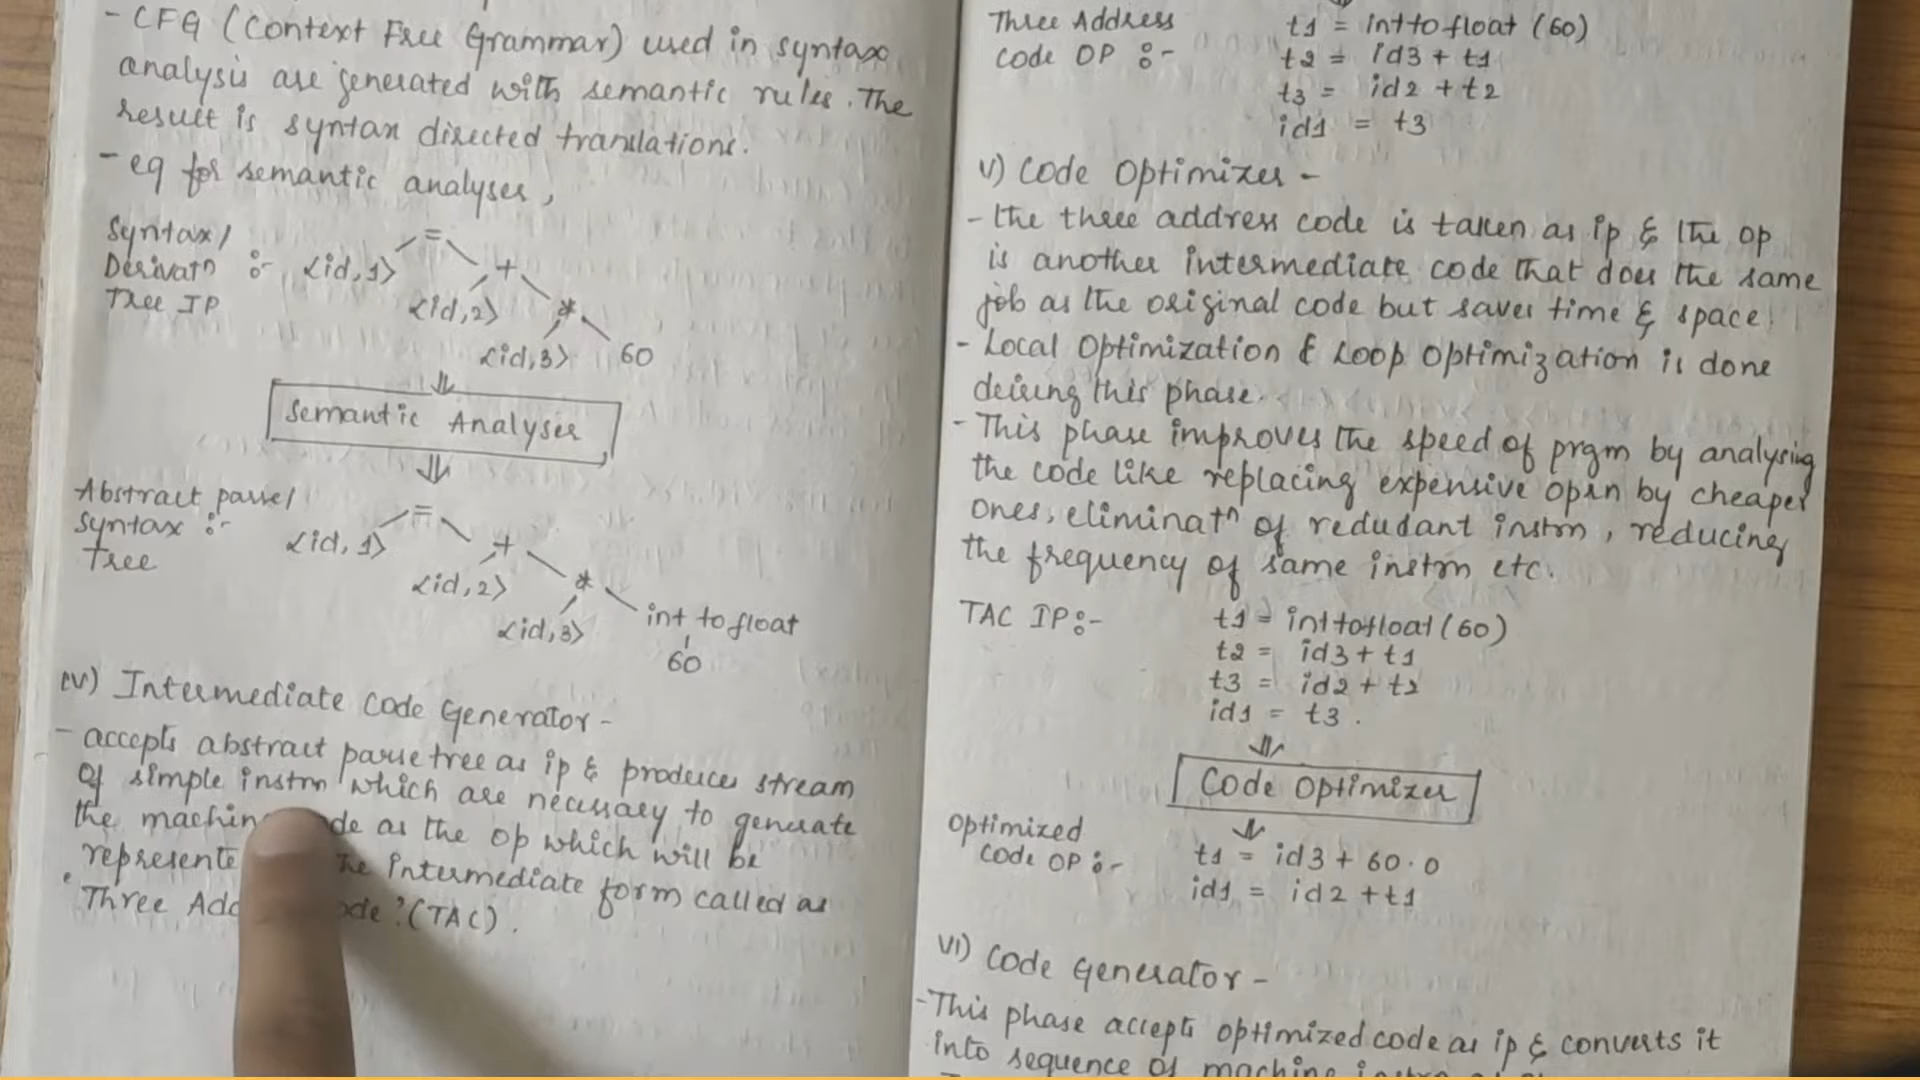 - CFG (Context Free Grammar) used in syntax
analysis are generated with semantic rules. The
result is syntax directed translations.
- eg for semantic analyses,
Syntax/
Derivatn :- <id,1> = +
Tree IP <id,2> *
<id,3> 60
Semantic Analyser
Abstract parse/
syntax :- <id,1> = +
Tree <id,2> *
<id,3> int to float
60
iv) Intermediate Code Generator -
- accepts abstract parse tree as ip & produces stream
of simple instrn which are necessary to generate
the machin de as the op which will be
represente he Intermediate form called as
Three Add ode'(TAC).
Three Address
Code OP :-
t1 = inttofloat (60)
t2 = id3 + t1
t3 = id2 + t2
id1 = t3
v) Code Optimizer -
- the three address code is taken as ip & the op
is another intermediate code that does the same
job as the original code but saves time & space.
- Local Optimization & Loop Optimization is done
during this phase.
- This phase improves the speed of prgm by analysing
the code like replacing expensive oprn by cheaper
ones, eliminatn of redudant instrn, reducing
the frequency of same instrn etc.
TAC IP :-
t1 = inttofloat (60)
t2 = id3 + t1
t3 = id2 + t2
id1 = t3.
Code Optimizer
Optimized
Code OP :-
t1 = id3 + 60.0
id1 = id2 + t1
vi) Code Generator -
- This phase accepts optimized code as ip & converts it
into sequence of machine